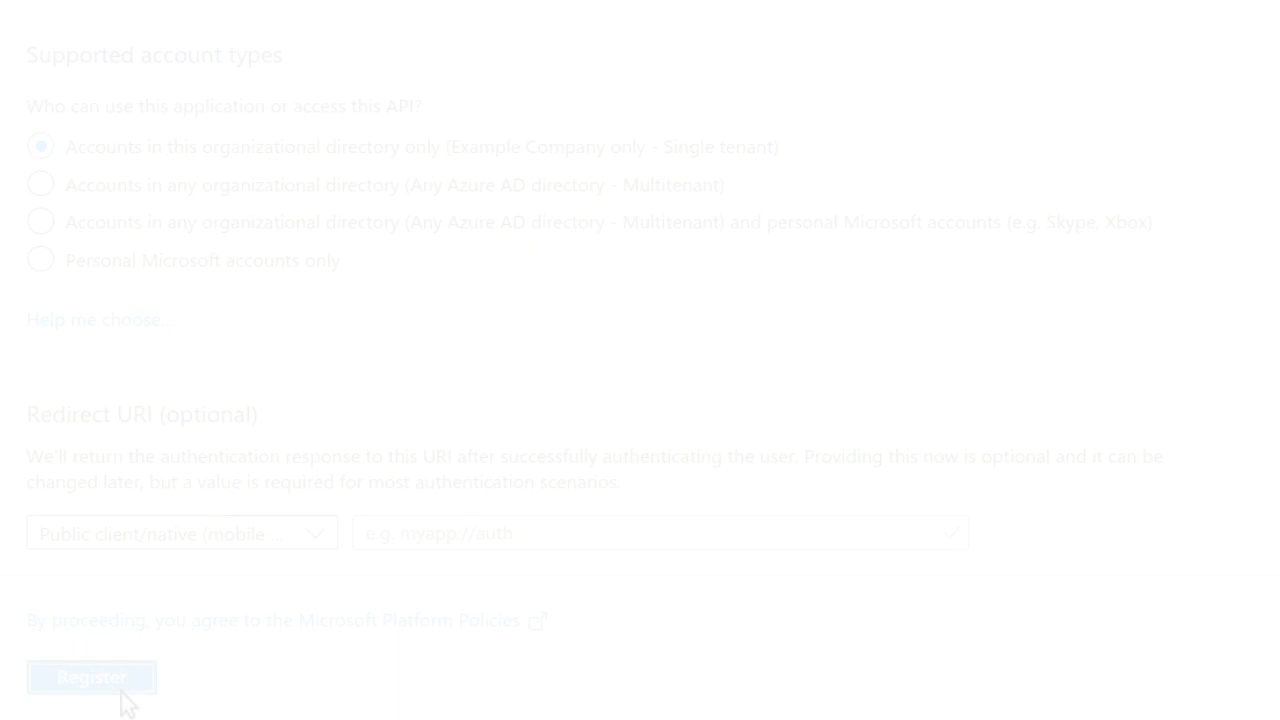 Supported account types
Who can use this application or access this API?
Accounts in this organizational directory only (Example Company only - Single tenant)
Accounts in any organizational directory (Any Azure AD directory - Multitenant)
Accounts in any organizational directory (Any Azure AD directory - Multitenant) and personal Microsoft accounts (e.g. Skype, Xbox)
Personal Microsoft accounts only
Help me choose...
Redirect URI (optional)
We'll return the authentication response to this URI after successfully authenticating the user. Providing this now is optional and it can be
changed later, but a value is required for most authentication scenarios.
Public client/native (mobile ...
e.g. myapp://auth
By proceeding, you agree to the Microsoft Platform Policies
Register